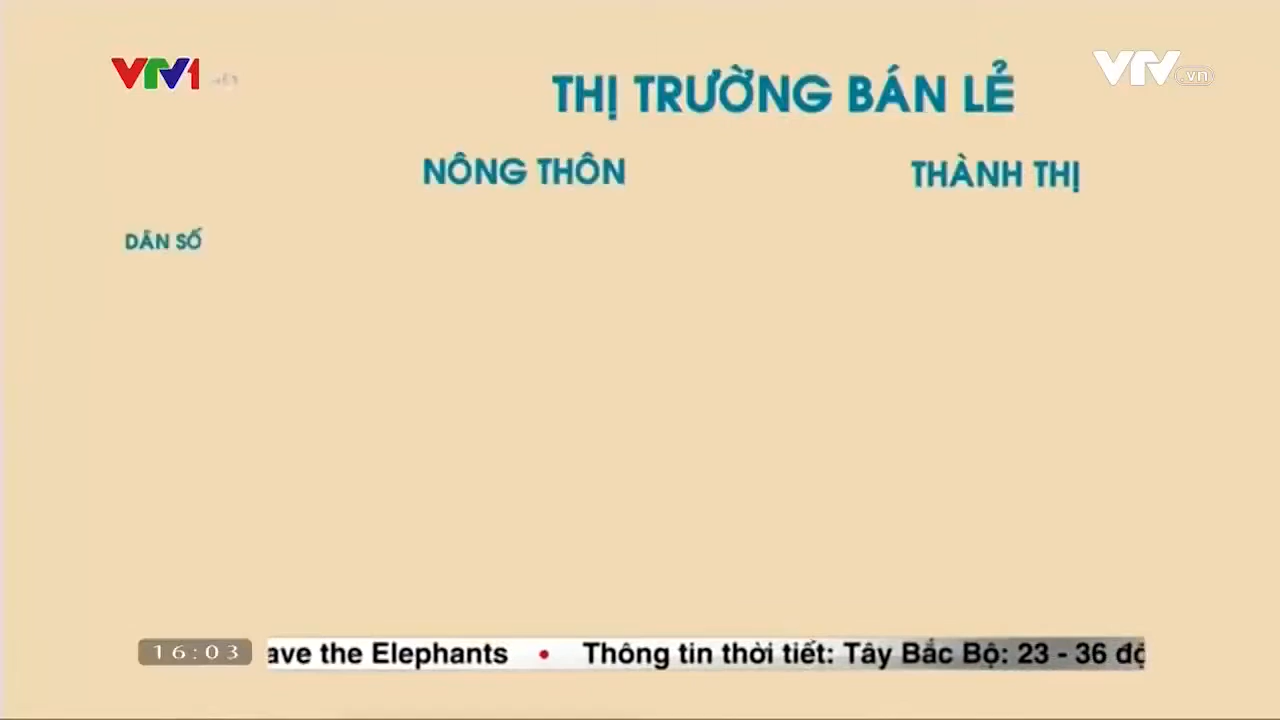 VTV1
VTV.vn
THỊ TRƯỜNG BÁN LẺ
NÔNG THÔN
THÀNH THỊ
DÂN SỐ
16:03
ave the Elephants • Thông tin thời tiết: Tây Bắc Bộ: 23 - 36 độ